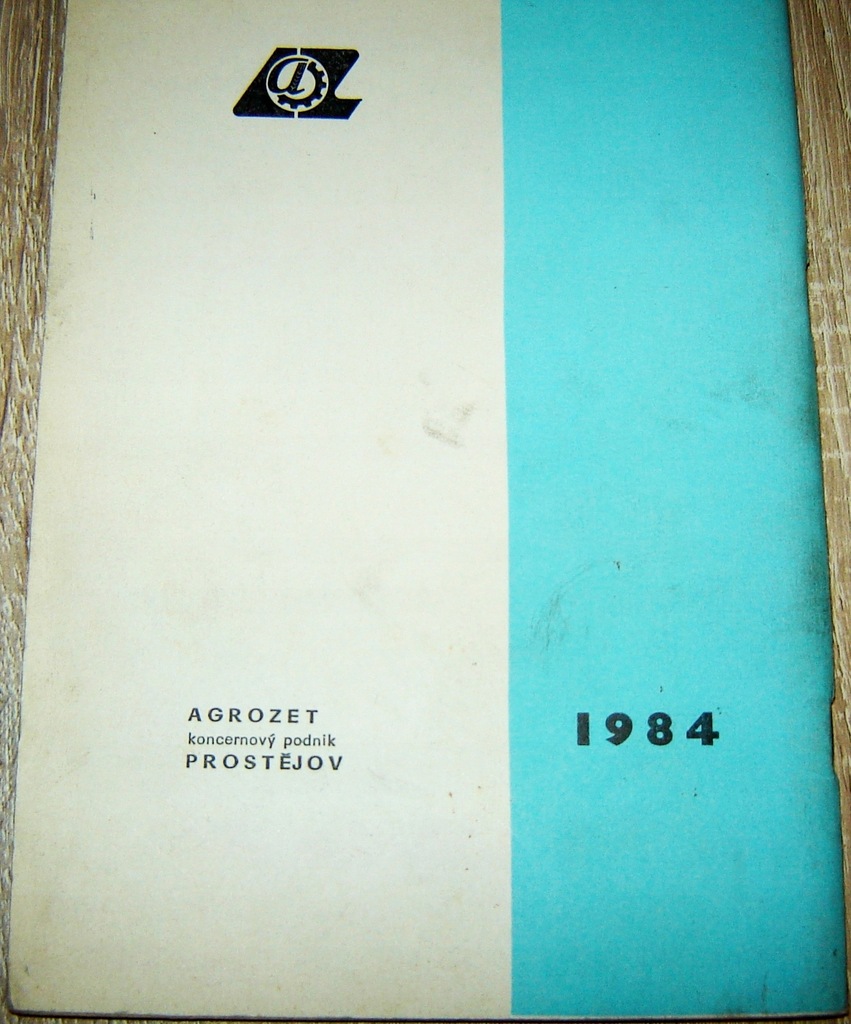 AGROZET
koncernový podnik
PROSTĚJOV
1984